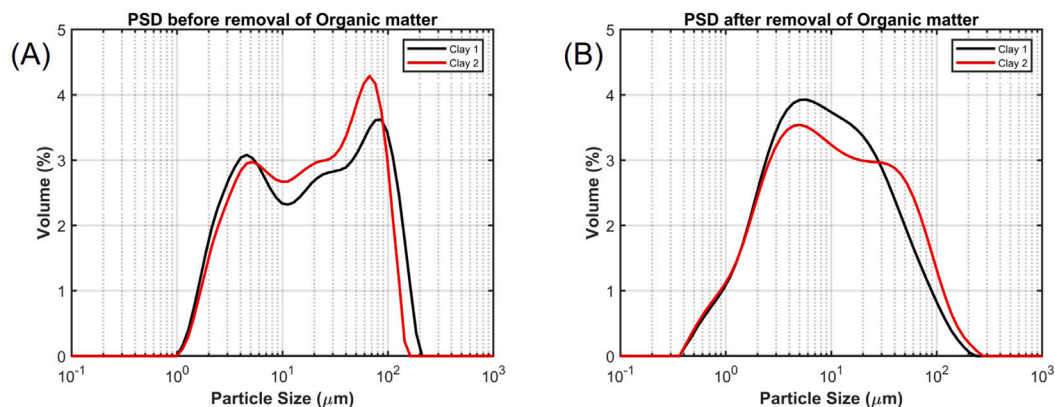 (A)
PSD before removal of Organic matter
Volume (%)
5
4
3
2
1
0
Clay 1
Clay 2
10-1
100
101
102
103
Particle Size (μm)
(B)
PSD after removal of Organic matter
Volume (%)
5
4
3
2
1
0
Clay 1
Clay 2
10-1
100
101
102
103
Particle Size (μm)